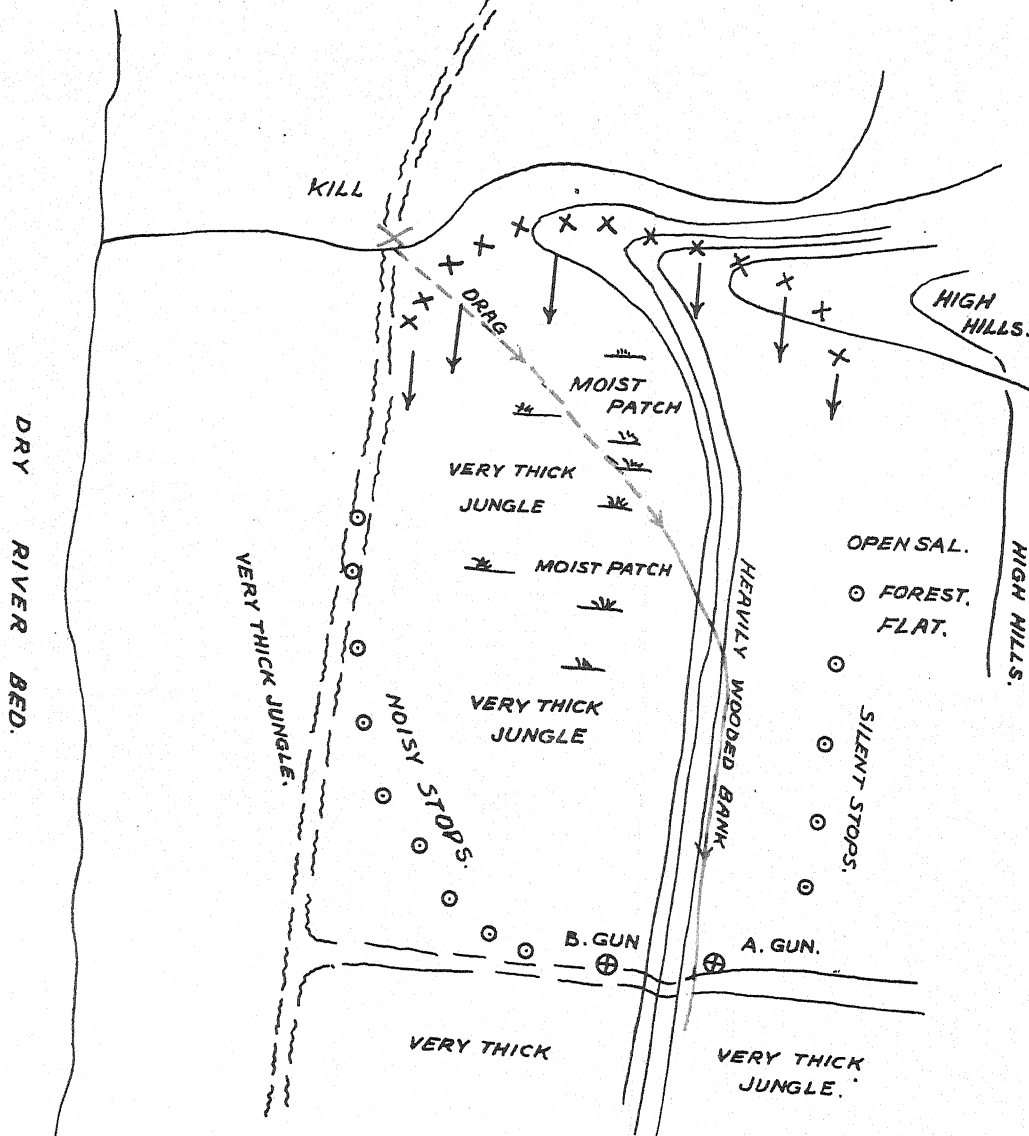 KILL
DRAG
HIGH
HILLS.
MOIST
PATCH
VERY THICK
JUNGLE
DRY RIVER BED.
OPEN SAL.
FOREST.
FLAT.
HIGH HILLS.
MOIST PATCH
VERY THICK JUNGLE.
HEAVILY WOODED BANK
NOISY STOPS.
VERY THICK
JUNGLE
SILENT STOPS.
B. GUN
A. GUN.
VERY THICK
VERY THICK
JUNGLE.